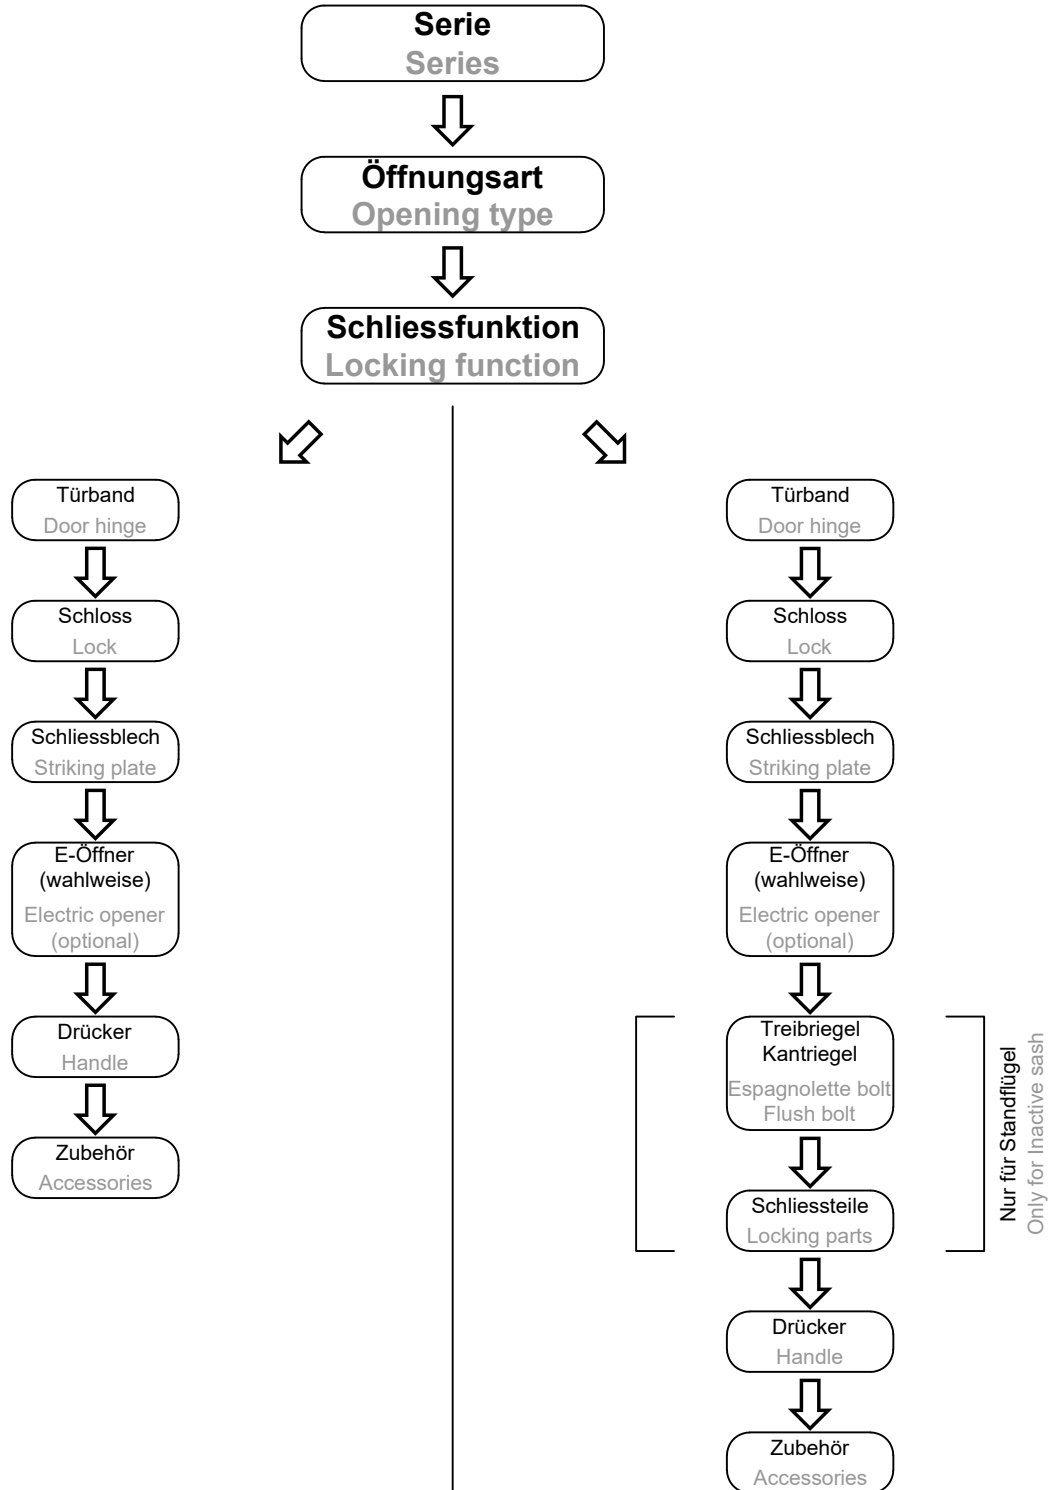 Serie
Series
Öffnungsart
Opening type
Schliessfunktion
Locking function
Türband
Door hinge
Schloss
Lock
Schliessblech
Striking plate
E-Öffner
(wahlweise)
Electric opener
(optional)
Drücker
Handle
Zubehör
Accessories
Türband
Door hinge
Schloss
Lock
Schliessblech
Striking plate
E-Öffner
(wahlweise)
Electric opener
(optional)
Treibriegel
Kantriegel
Espagnolette bolt
Flush bolt
Schliessteile
Locking parts
Nur für Standflügel
Only for Inactive sash
Drücker
Handle
Zubehör
Accessories